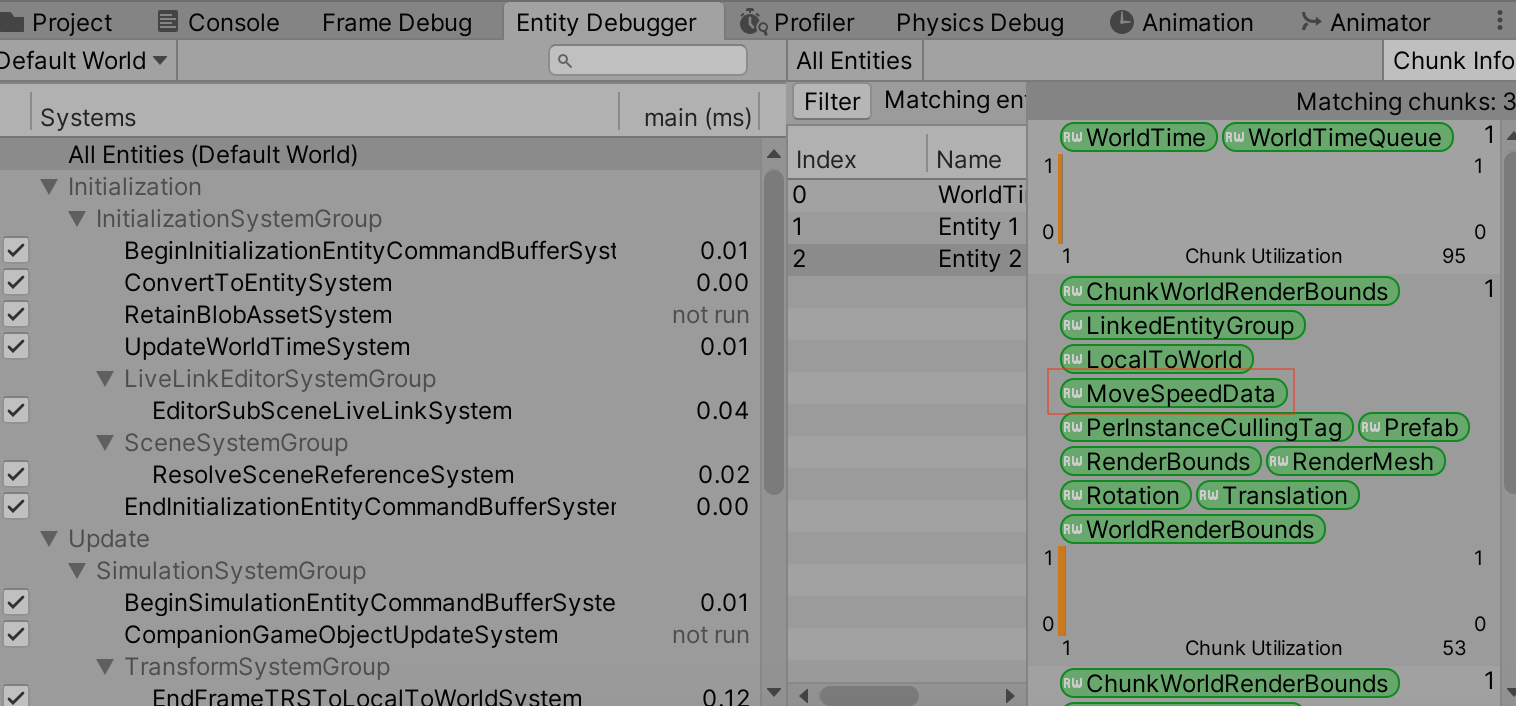 Project Console Frame Debug Entity Debugger Profiler Physics Debug Animation Animator
Default World All Entities Chunk Info
Filter Matching en Matching chunks: 3
Systems main (ms)
Index Name
All Entities (Default World)
Initialization
InitializationSystemGroup
BeginInitializationEntityCommandBufferSyst 0.01
ConvertToEntitySystem 0.00
RetainBlobAssetSystem not run
UpdateWorldTimeSystem 0.01
LiveLinkEditorSystemGroup
EditorSubSceneLiveLinkSystem 0.04
SceneSystemGroup
ResolveSceneReferenceSystem 0.02
EndInitializationEntityCommandBufferSyster 0.00
Update
SimulationSystemGroup
BeginSimulationEntityCommandBufferSyste 0.01
CompanionGameObjectUpdateSystem not run
TransformSystemGroup
EndFrameTRSToLocalToWorldSystem 0.12
0 WorldTi
1 Entity 1
2 Entity 2
RW WorldTime RW WorldTimeQueue 1
1 1
0 0
1 Chunk Utilization 95
RW ChunkWorldRenderBounds 1
RW LinkedEntityGroup
RW LocalToWorld
RW MoveSpeedData
RW PerInstanceCullingTag RW Prefab
RW RenderBounds RW RenderMesh
RW Rotation RW Translation
RW WorldRenderBounds
1 1
0 0
1 Chunk Utilization 53
RW ChunkWorldRenderBounds 1